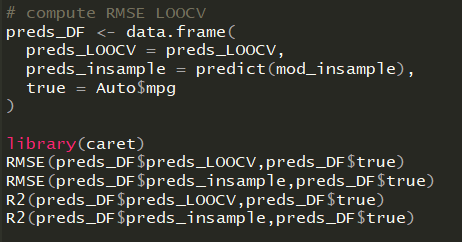 # compute RMSE LOOCV
preds_DF <- data.frame(
  preds_LOOCV = preds_LOOCV,
  preds_insample = predict(mod_insample),
  true = Auto$mpg
)
library(caret)
RMSE(preds_DF$preds_LOOCV,preds_DF$true)
RMSE(preds_DF$preds_insample,preds_DF$true)
R2(preds_DF$preds_LOOCV,preds_DF$true)
R2(preds_DF$preds_insample,preds_DF$true)